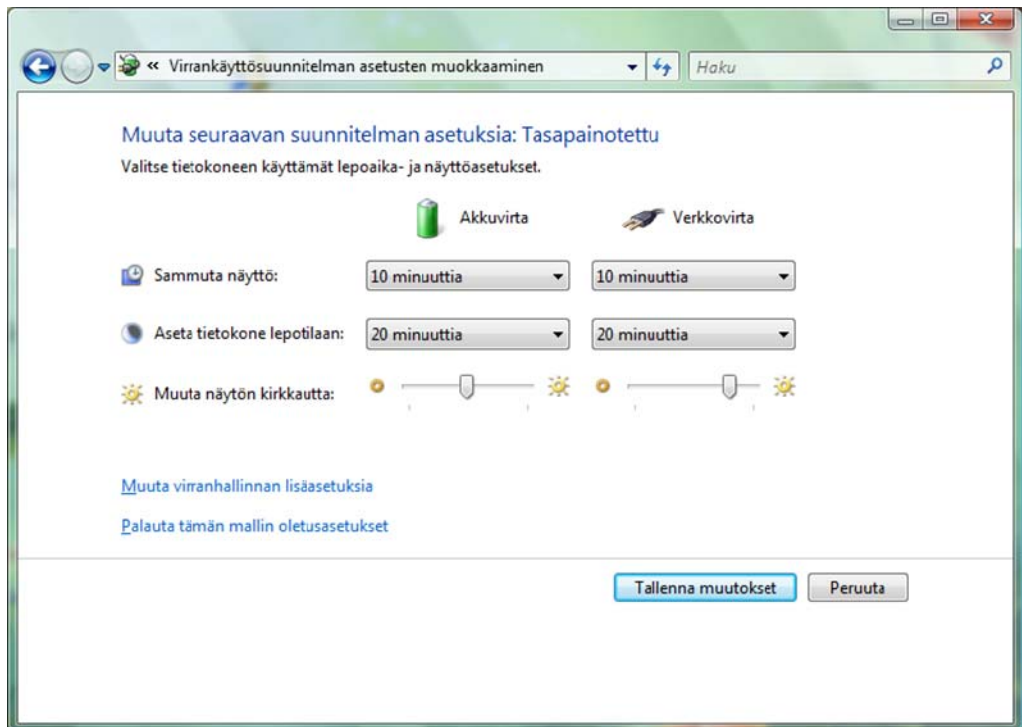 « Virrankäyttösuunnitelman asetusten muokkaaminen Haku
Muuta seuraavan suunnitelman asetuksia: Tasapainotettu
Valitse tietokoneen käyttämät lepoaika- ja näyttöasetukset.
Akkuvirta Verkkovirta
Sammuta näyttö: 10 minuuttia 10 minuuttia
Aseta tietokone lepotilaan: 20 minuuttia 20 minuuttia
Muuta näytön kirkkautta:
Muuta virranhallinnan lisäasetuksia
Palauta tämän mallin oletusasetukset
Tallenna muutokset Peruuta